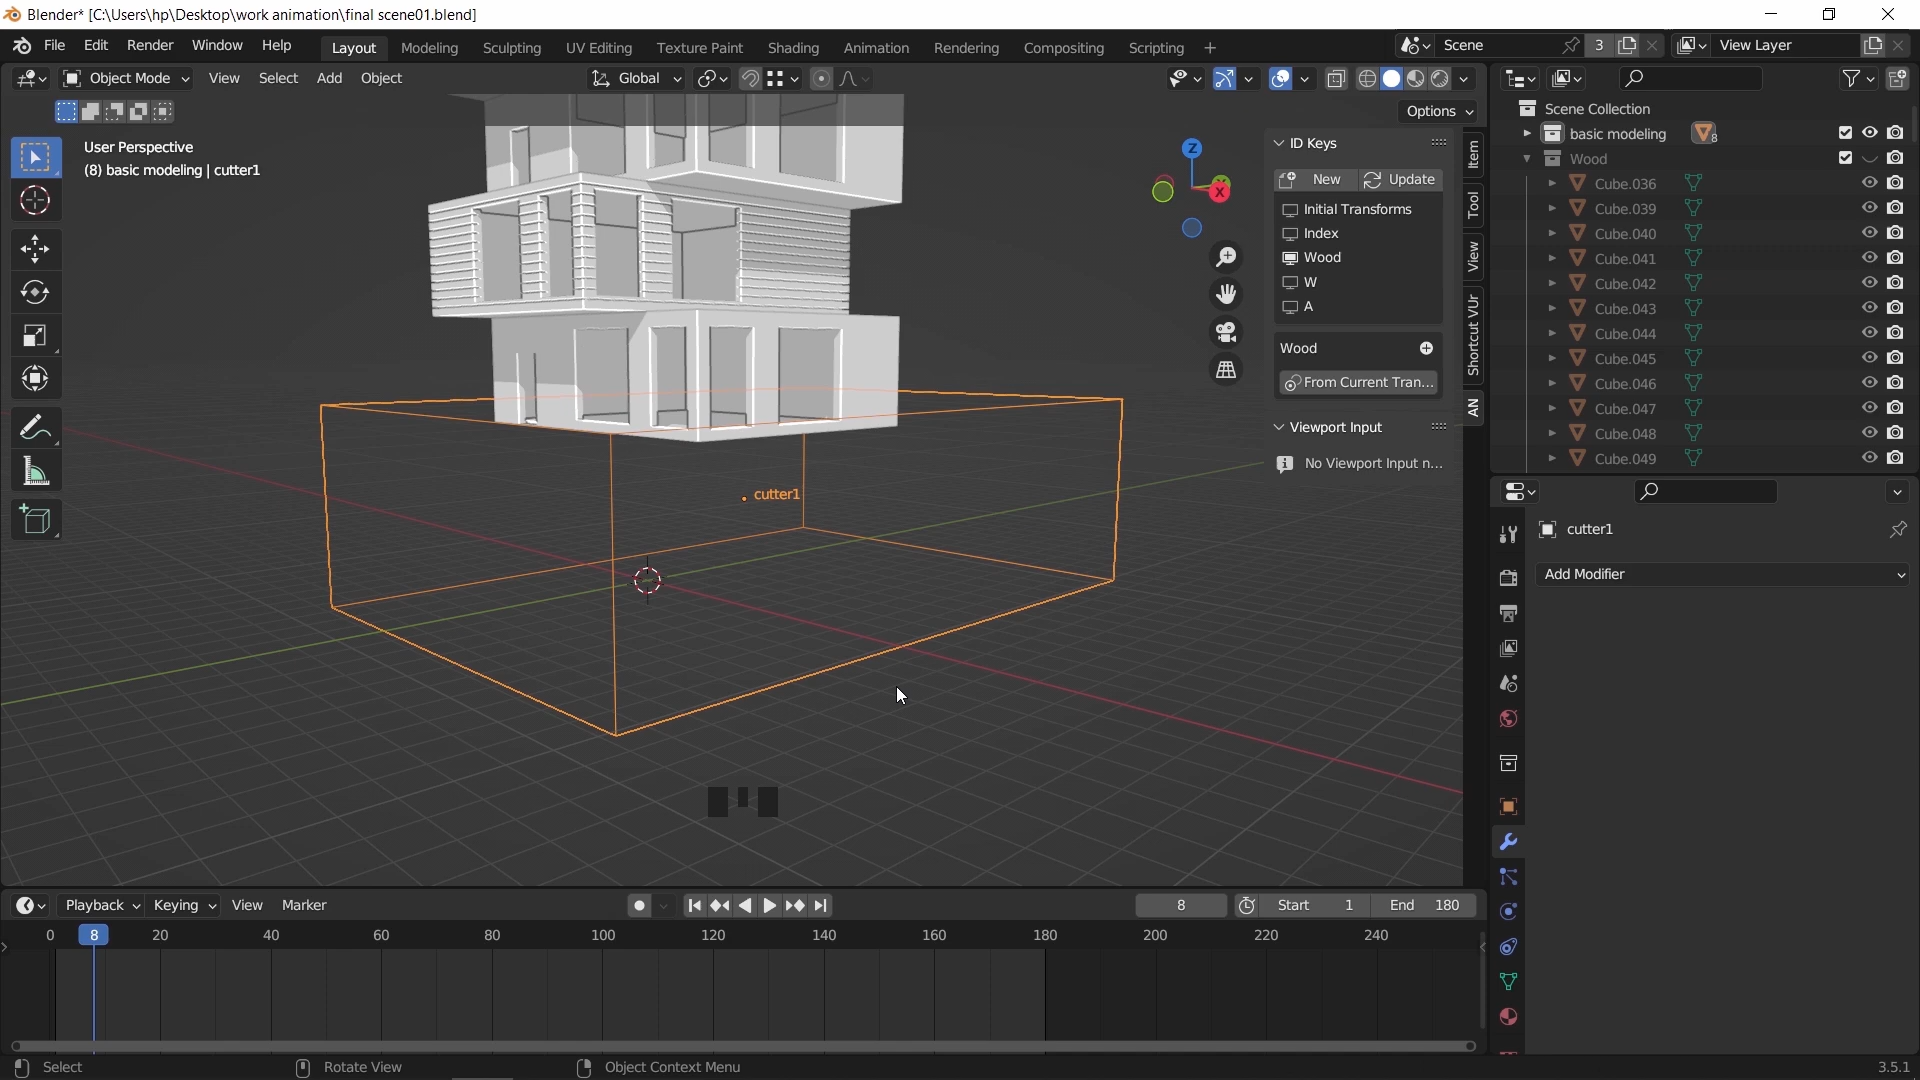 Blender* [C:\Users\hp\Desktop\work animation\final scene01.blend]
File Edit Render Window Help
Layout Modeling Sculpting UV Editing Texture Paint Shading Animation Rendering Compositing Scripting
Scene 3
View Layer
Object Mode View Select Add Object
Global
Options
User Perspective
(8) basic modeling | cutter1
Z
X
cutter1
ID Keys
New Update
Initial Transforms
Index
Wood
W
A
Wood
From Current Tran...
Viewport Input
No Viewport Input n...
Item
Tool
View
Shortcut VUr
AN
Scene Collection
basic modeling 8
Wood
Cube.036
Cube.039
Cube.040
Cube.041
Cube.042
Cube.043
Cube.044
Cube.045
Cube.046
Cube.047
Cube.048
Cube.049
cutter1
Add Modifier
Playback Keying View Marker
8 Start 1 End 180
0 8 20 40 60 80 100 120 140 160 180 200 220 240
Select Rotate View Object Context Menu 3.5.1